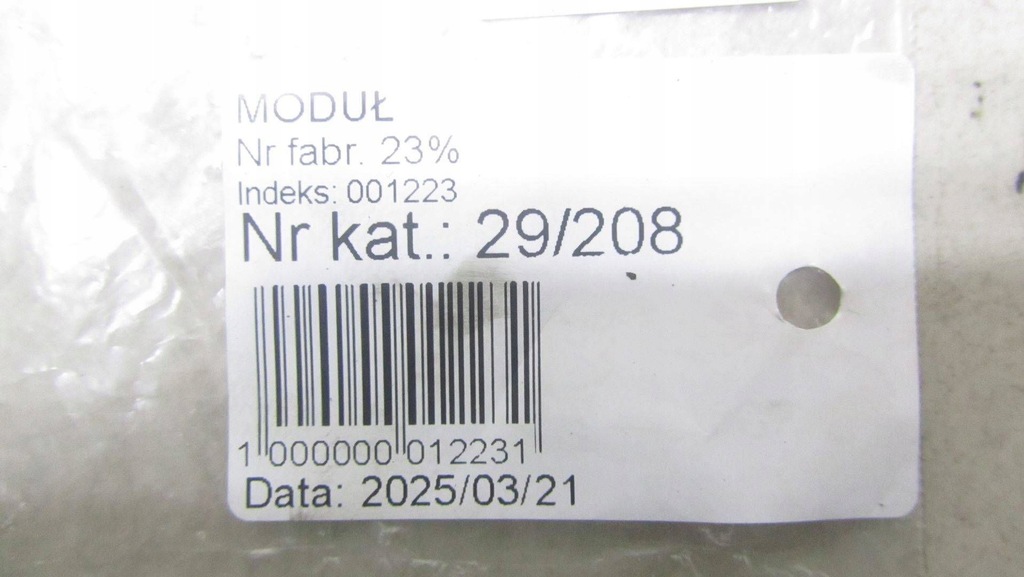 MODUŁ
Nr fabr. 23%
Indeks: 001223
Nr kat.: 29/208
1 000000 012231
Data: 2025/03/21